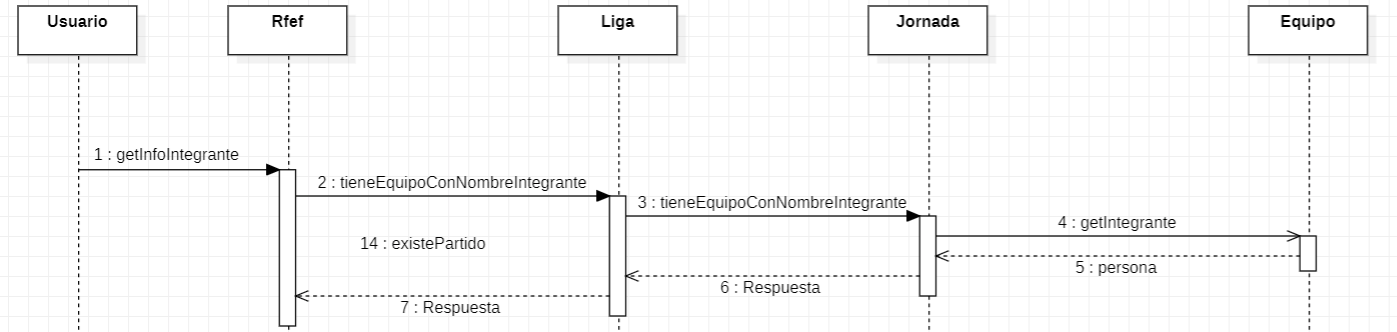 Usuario
Rfef
Liga
Jornada
Equipo
1 : getInfoIntegrante
2 : tieneEquipoConNombreIntegrante
3 : tieneEquipoConNombreIntegrante
4 : getIntegrante
14 : existePartido
5 : persona
6 : Respuesta
7 : Respuesta